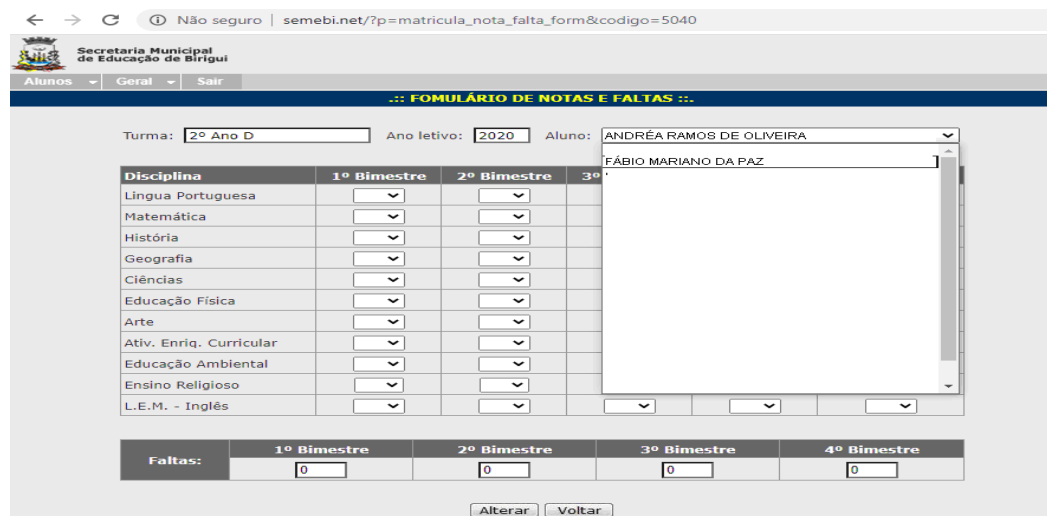 Não seguro | semebi.net/?p=matricula_nota_falta_form&codigo=5040
Secretaria Municipal
de Educação de Birigui
Alunos Geral Sair
.:: FOMULÁRIO DE NOTAS E FALTAS ::.
Turma: 2º Ano D Ano letivo: 2020 Aluno: ANDRÉA RAMOS DE OLIVEIRA
FÁBIO MARIANO DA PAZ
Disciplina 1º Bimestre 2º Bimestre 3º
Lingua Portuguesa
Matemática
História
Geografia
Ciências
Educação Física
Arte
Ativ. Enriq. Curricular
Educação Ambiental
Ensino Religioso
L.E.M. - Inglês
Faltas: 1º Bimestre 2º Bimestre 3º Bimestre 4º Bimestre
0 0 0 0
Alterar Voltar